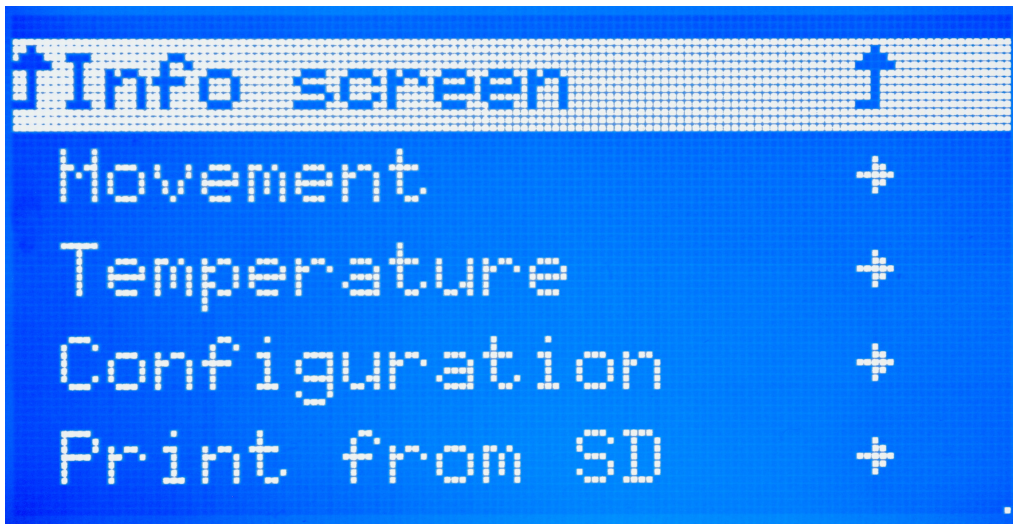 Info screen
Movement
Temperature
Configuration
Print from SD